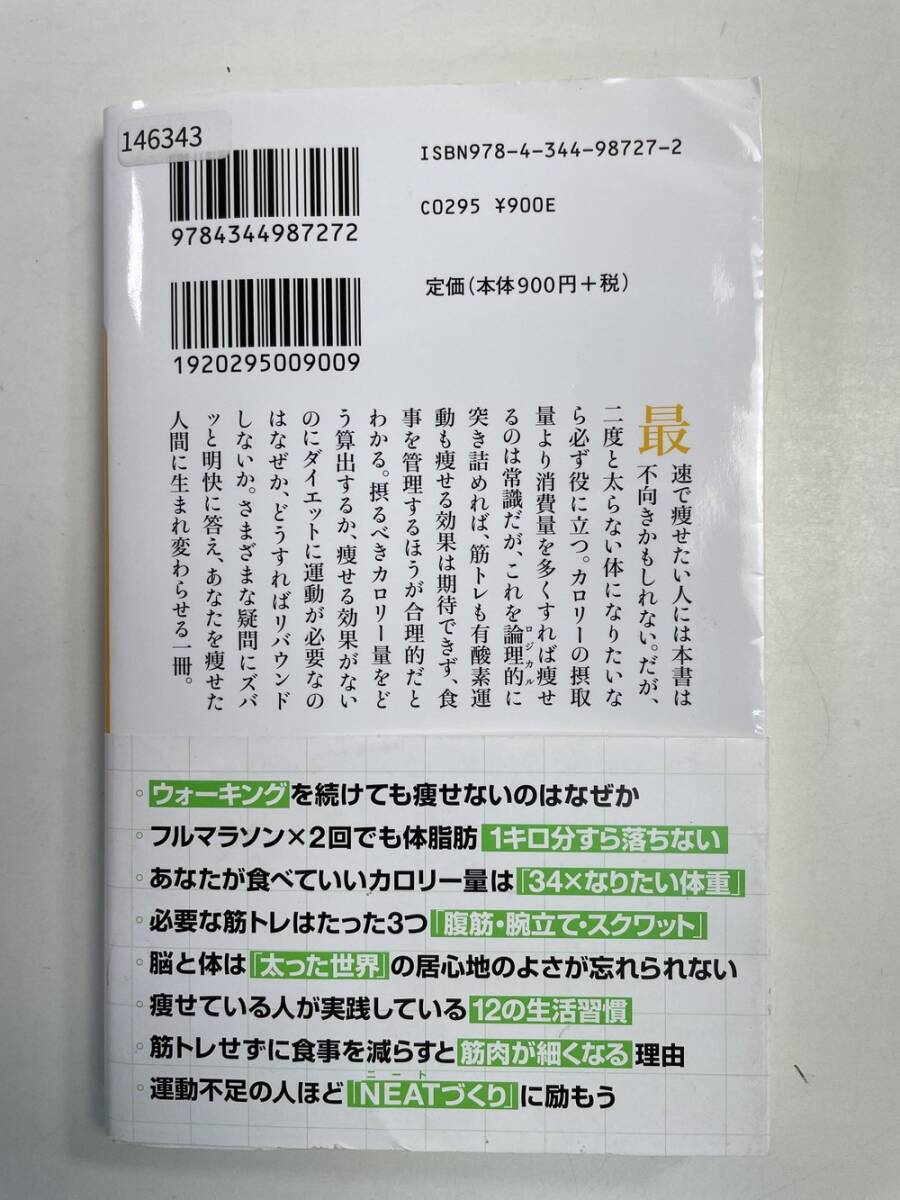 146343
ISBN978-4-344-98727-2
9784344987272
C0295 ¥900E
定価(本体900円+税)
1920295009009
最速で痩せたい人には本書は
不向きかもしれない。だが、
二度と太らない体になりたいな
ら必ず役に立つ。カロリーの摂取
量より消費量を多くすれば痩せ
るのは常識だが、これを論理的に
ロジカル
突き詰めれば、筋トレも有酸素運
動も痩せる効果は期待できず、食
事を管理するほうが合理的だと
わかる。摂るべきカロリー量をど
う算出するか、痩せる効果がない
のにダイエットに運動が必要なの
はなぜか、どうすればリバウンド
しないか。さまざまな疑問にズバ
ッと明快に答え、あなたを痩せた
人間に生まれ変わらせる一冊。
◦ウォーキングを続けても痩せないのはなぜか
◦フルマラソン×2回でも体脂肪1キロ分すら落ちない
◦あなたが食べていいカロリー量は「34×なりたい体重」
◦必要な筋トレはたった3つ「腹筋・腕立て・スクワット」
◦脳と体は「太った世界」の居心地のよさが忘れられない
◦痩せている人が実践している12の生活習慣
◦筋トレせずに食事を減らすと筋肉が細くなる理由
ニート
◦運動不足の人ほど「NEATづくり」に励もう